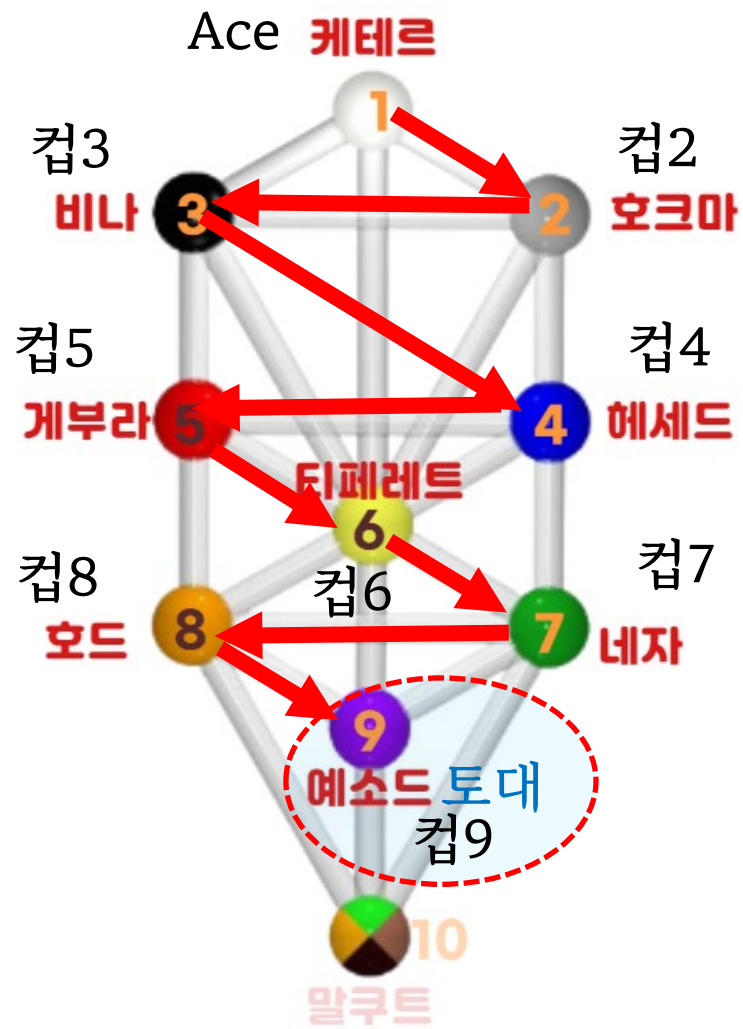 Ace 케테르
1
컵3
컵2
비나
3
2
호크마
컵5
컵4
게부라
5
4
헤세드
티페레트
6
컵8
컵6
컵7
호드
8
7
네자
9
예소드 토대
컵9
10
말쿠트